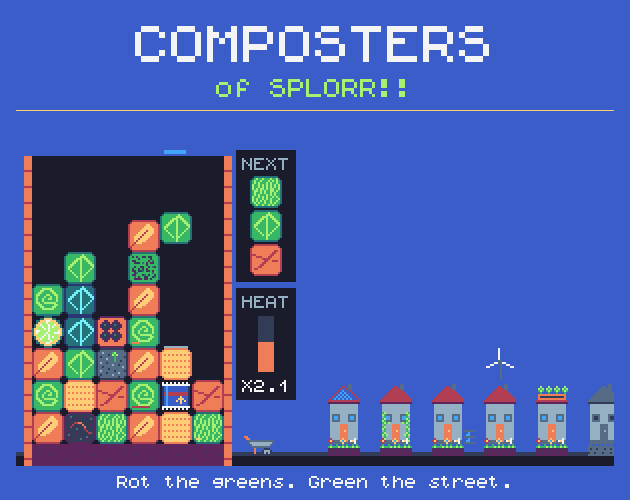 COMPOSTERS
of SPLORR!!
NEXT
HEAT
X2.1
Rot the greens. Green the street.